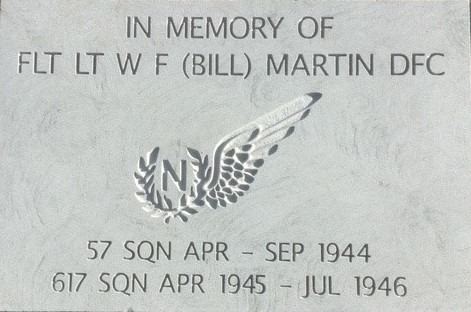 IN MEMORY OF
FLT LT W F (BILL) MARTIN DFC
N
57 SQN APR - SEP 1944
617 SQN APR 1945 - JUL 1946